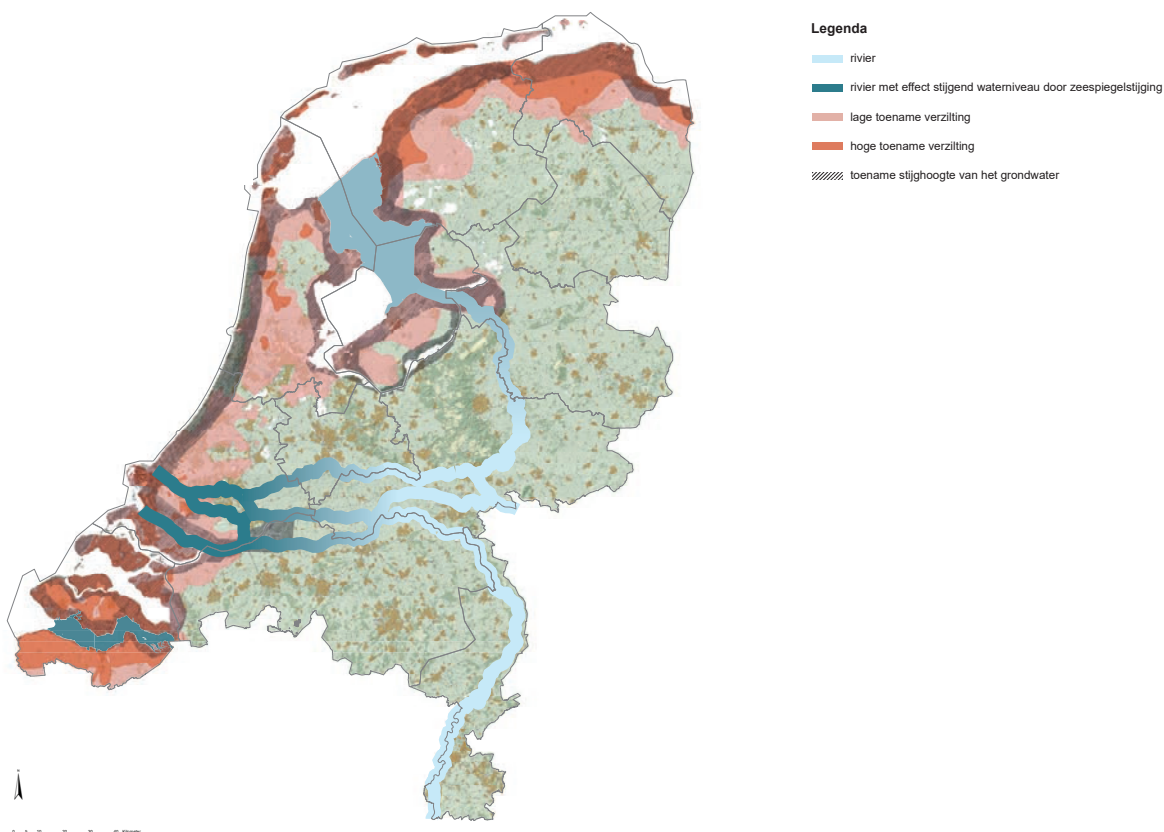 Legenda
rivier
rivier met effect stijgend waterniveau door zeespiegelstijging
lage toename verzilting
hoge toename verzilting
toename stijghoogte van het grondwater